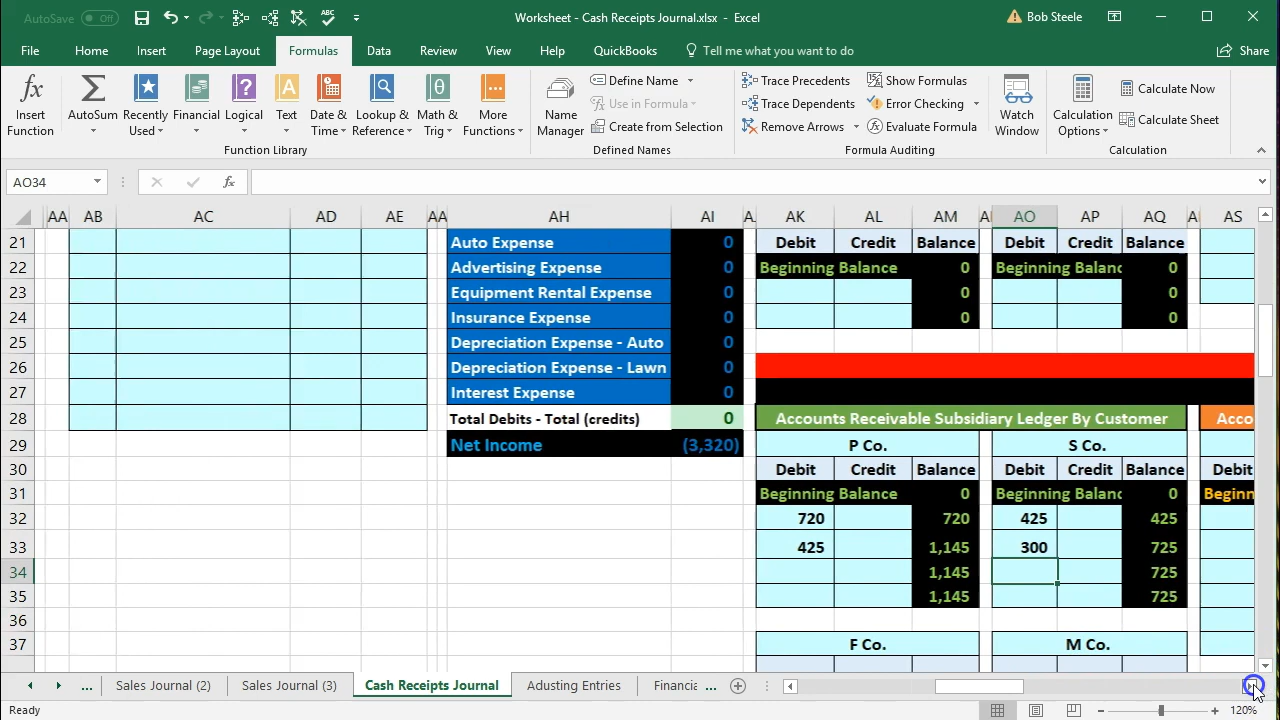 AutoSave Off Worksheet - Cash Receipts Journal.xlsx - Excel Bob Steele
File Home Insert Page Layout Formulas Data Review View Help QuickBooks Tell me what you want to do Share
Insert Function
AutoSum
Recently Used
Financial
Logical
Text
Date & Time
Lookup & Reference
Math & Trig
More Functions
Function Library
Name Manager
Define Name
Use in Formula
Create from Selection
Defined Names
Trace Precedents
Trace Dependents
Remove Arrows
Show Formulas
Error Checking
Evaluate Formula
Formula Auditing
Watch Window
Calculation Options
Calculate Now
Calculate Sheet
Calculation
AO34 fx
AA AB AC AD AE AA AH AI A AK AL AM AI AO AP AQ AI AS
21 Auto Expense 0 Debit Credit Balance Debit Credit Balance
22 Advertising Expense 0 Beginning Balance 0 Beginning Balanc 0
23 Equipment Rental Expense 0 0 0
24 Insurance Expense 0 0 0
25 Depreciation Expense - Auto 0
26 Depreciation Expense - Lawn 0
27 Interest Expense 0
28 Total Debits - Total (credits) 0 Accounts Receivable Subsidiary Ledger By Customer Acco
29 Net Income (3,320) P Co. S Co.
30 Debit Credit Balance Debit Credit Balance Debit
31 Beginning Balance 0 Beginning Balanc 0 Beginn
32 720 720 425 425
33 425 1,145 300 725
34 1,145 725
35 1,145 725
36
37 F Co. M Co.
... Sales Journal (2) Sales Journal (3) Cash Receipts Journal Adusting Entries Financia ...
Ready 120%